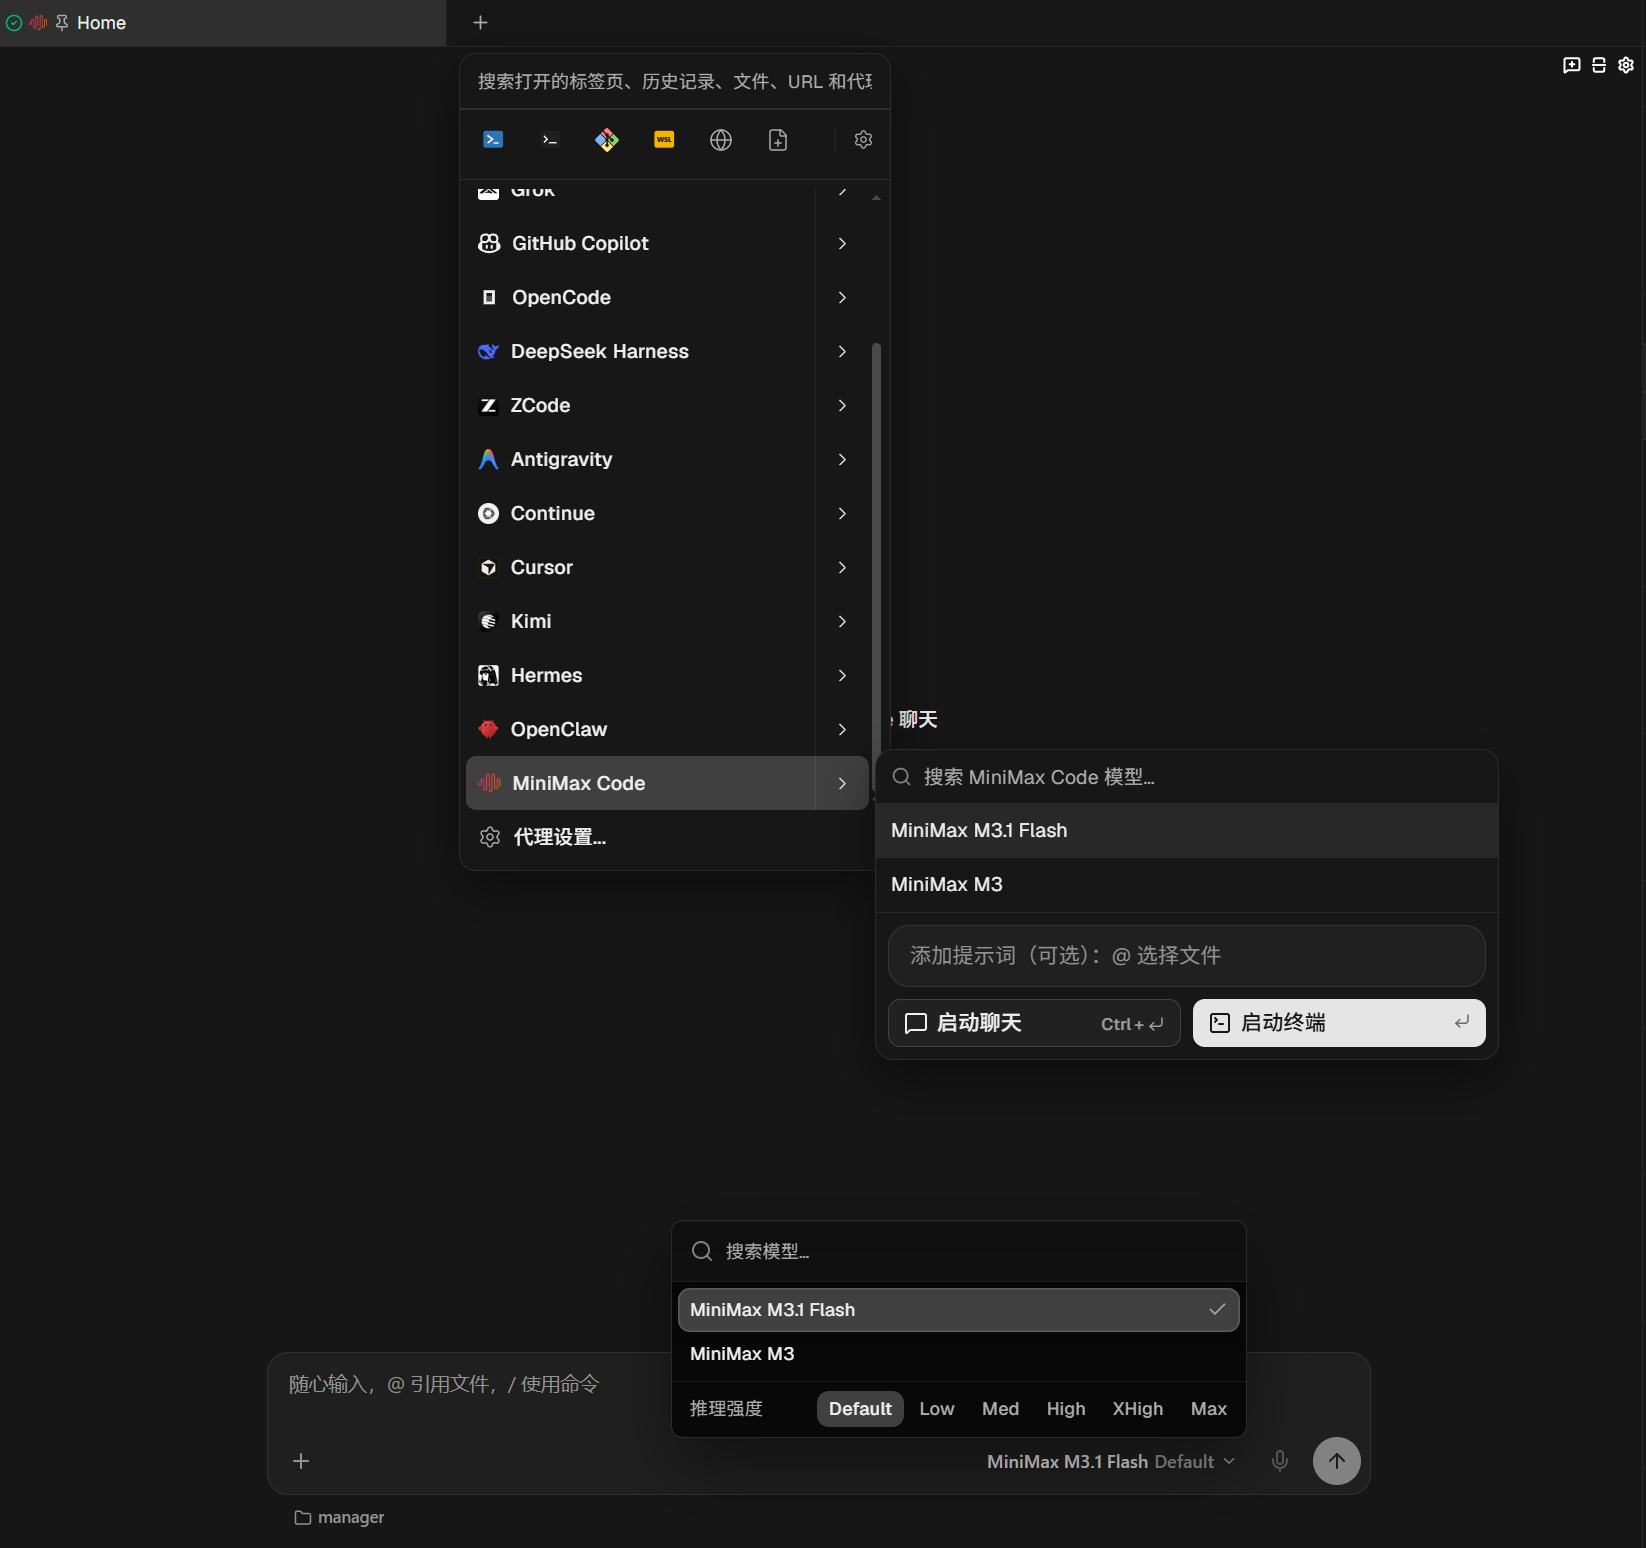 Home
搜索打开的标签页、历史记录、文件、URL 和代理
WSL
Grok
GitHub Copilot
OpenCode
DeepSeek Harness
ZCode
Antigravity
Continue
Cursor
Kimi
Hermes
OpenClaw
MiniMax Code
代理设置...
聊天
搜索 MiniMax Code 模型...
MiniMax M3.1 Flash
MiniMax M3
添加提示词（可选）：@ 选择文件
启动聊天 Ctrl+
启动终端
搜索模型...
MiniMax M3.1 Flash
MiniMax M3
推理强度 Default Low Med High XHigh Max
随心输入，@ 引用文件，/ 使用命令
MiniMax M3.1 Flash Default
manager